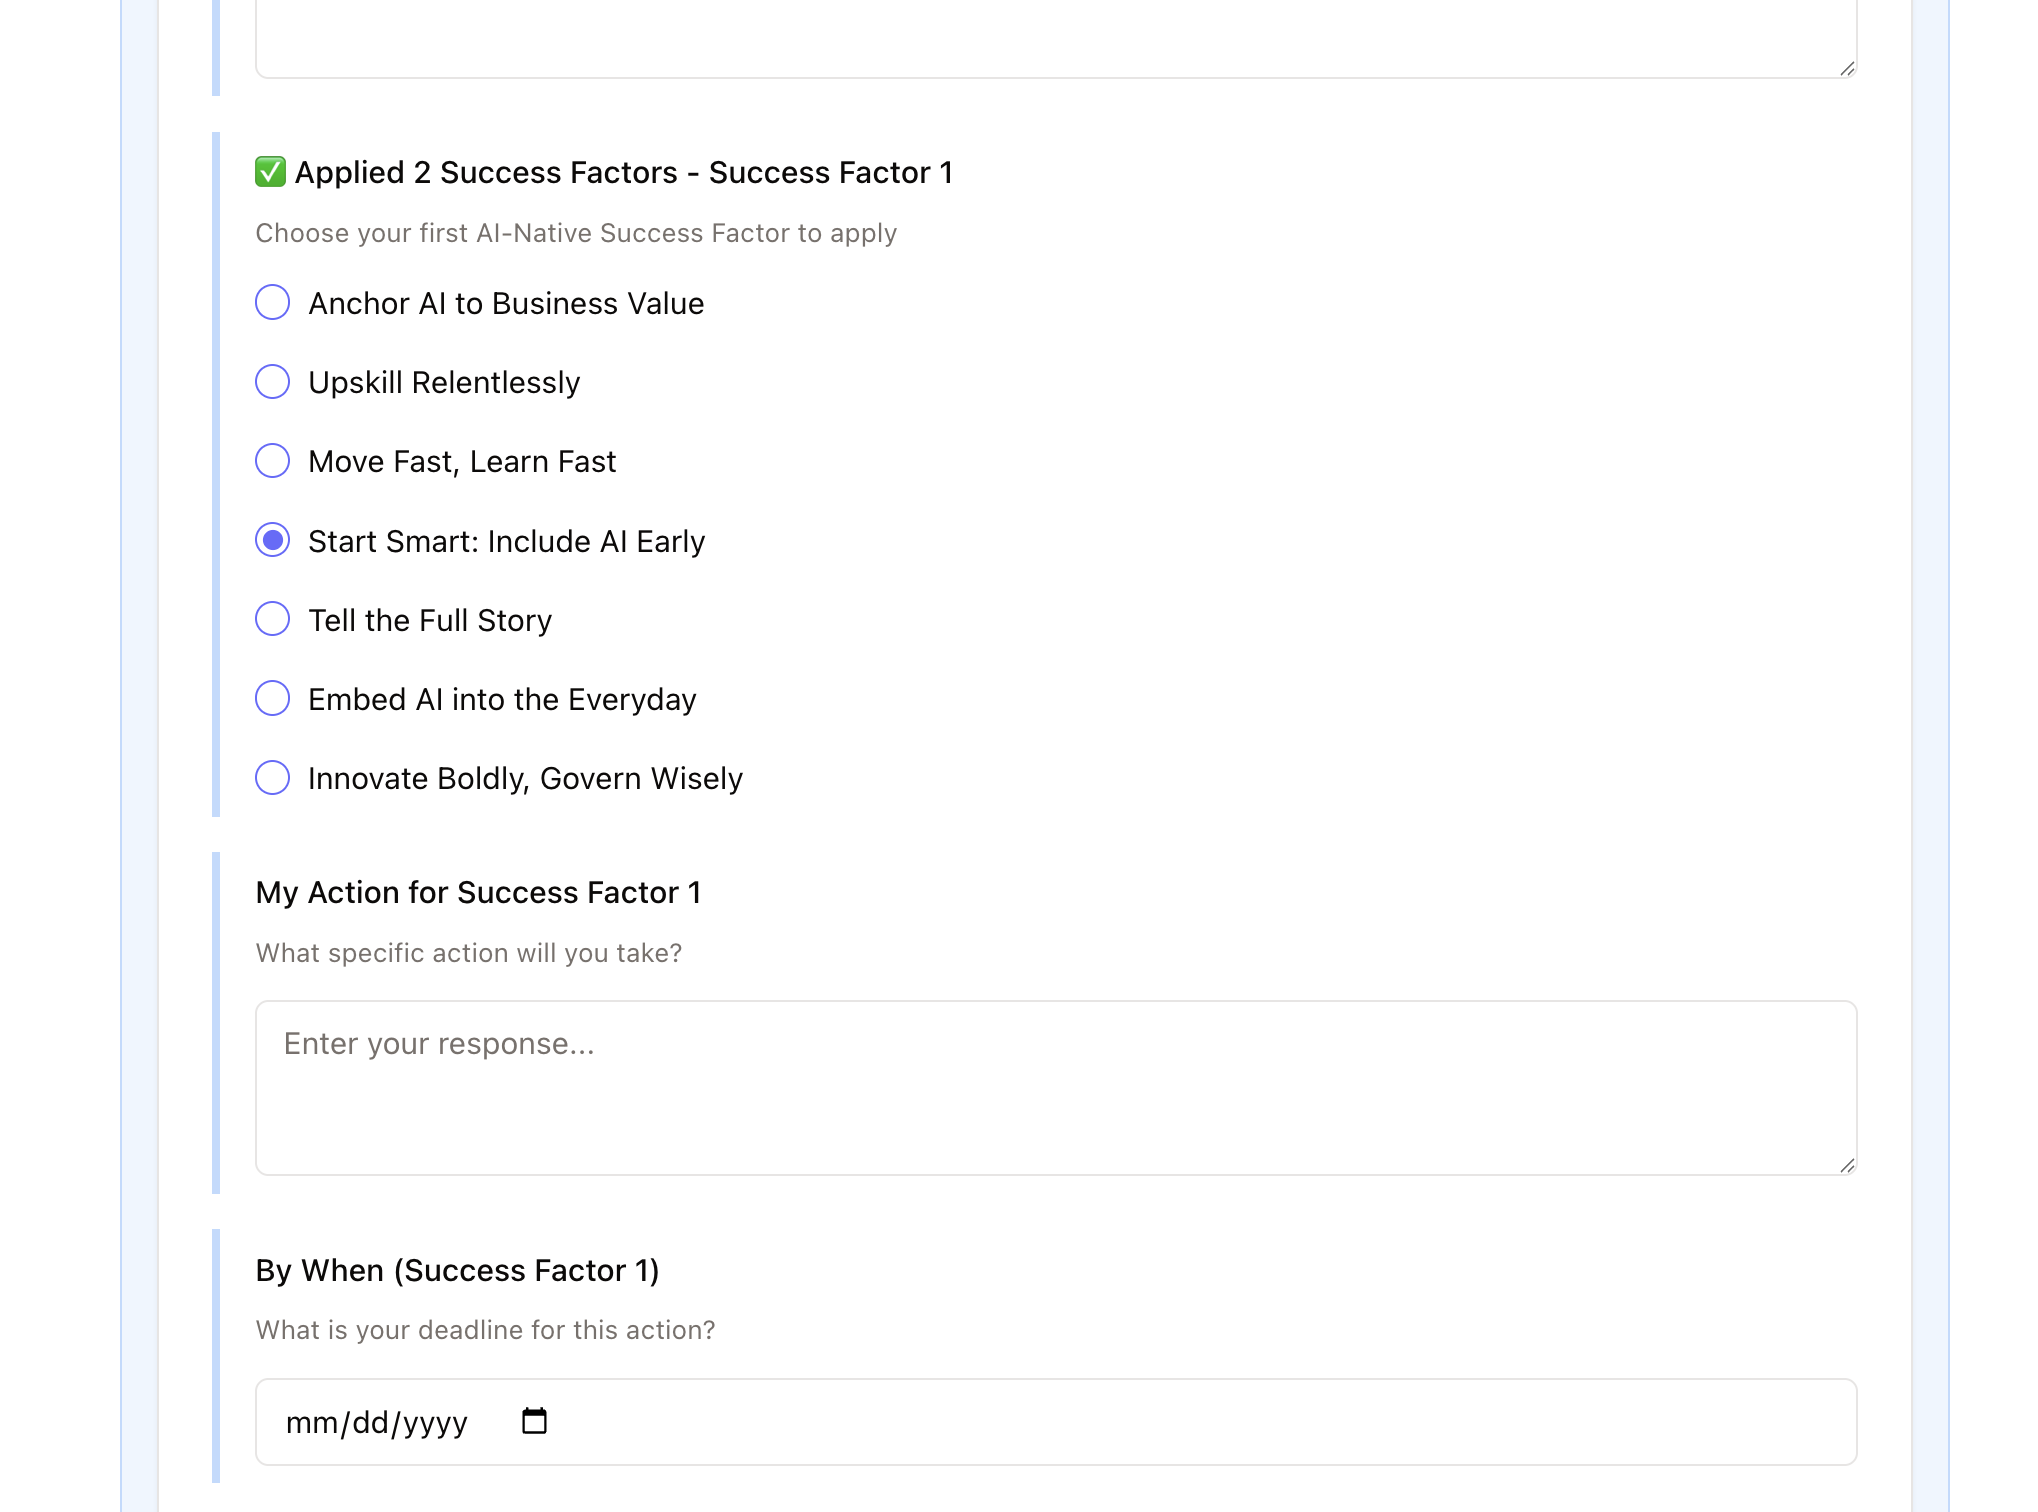 ✅ Applied 2 Success Factors - Success Factor 1
Choose your first AI-Native Success Factor to apply
Anchor AI to Business Value
Upskill Relentlessly
Move Fast, Learn Fast
Start Smart: Include AI Early
Tell the Full Story
Embed AI into the Everyday
Innovate Boldly, Govern Wisely
My Action for Success Factor 1
What specific action will you take?
Enter your response...
By When (Success Factor 1)
What is your deadline for this action?
mm/dd/yyyy